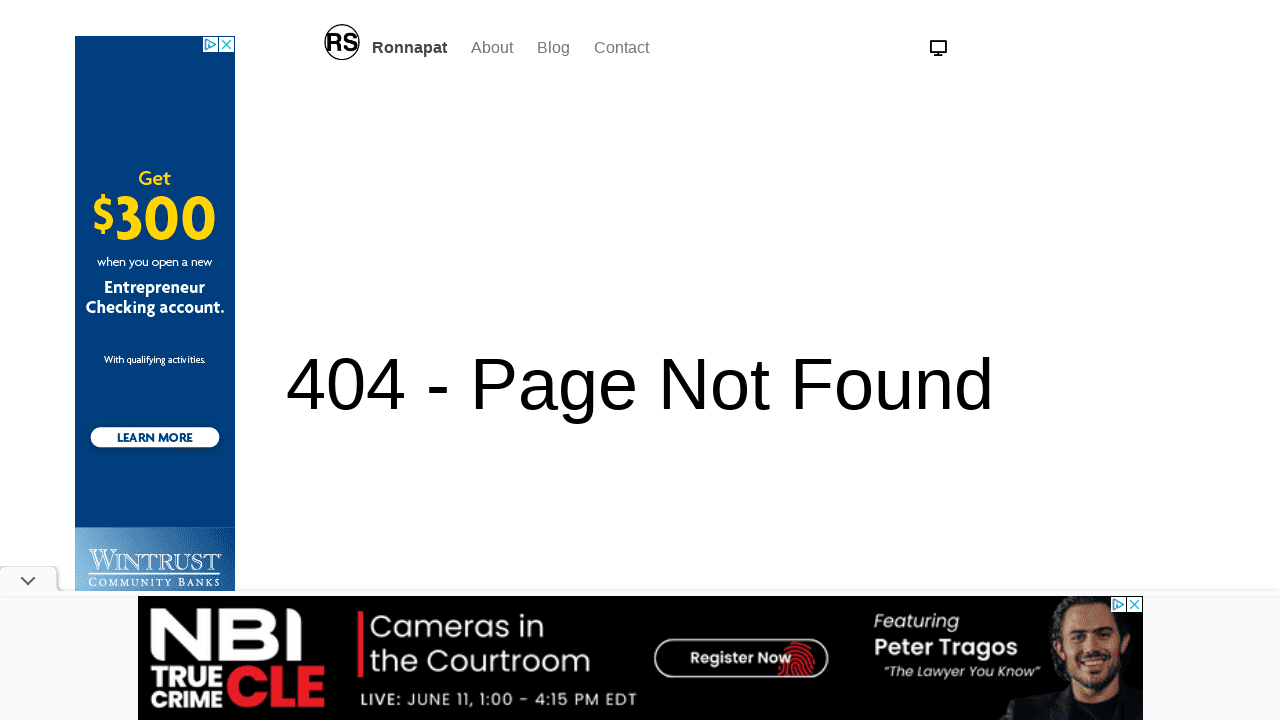 RS Ronnapat About Blog Contact
Get
$300
when you open a new
Entrepreneur
Checking account.
With qualifying activities.
LEARN MORE
WINTRUST
COMMUNITY BANKS
404 - Page Not Found
NBI
TRUE
CRIME CLE
Cameras in
the Courtroom
LIVE: JUNE 11, 1:00 - 4:15 PM EDT
Register Now
Featuring
Peter Tragos
"The Lawyer You Know"